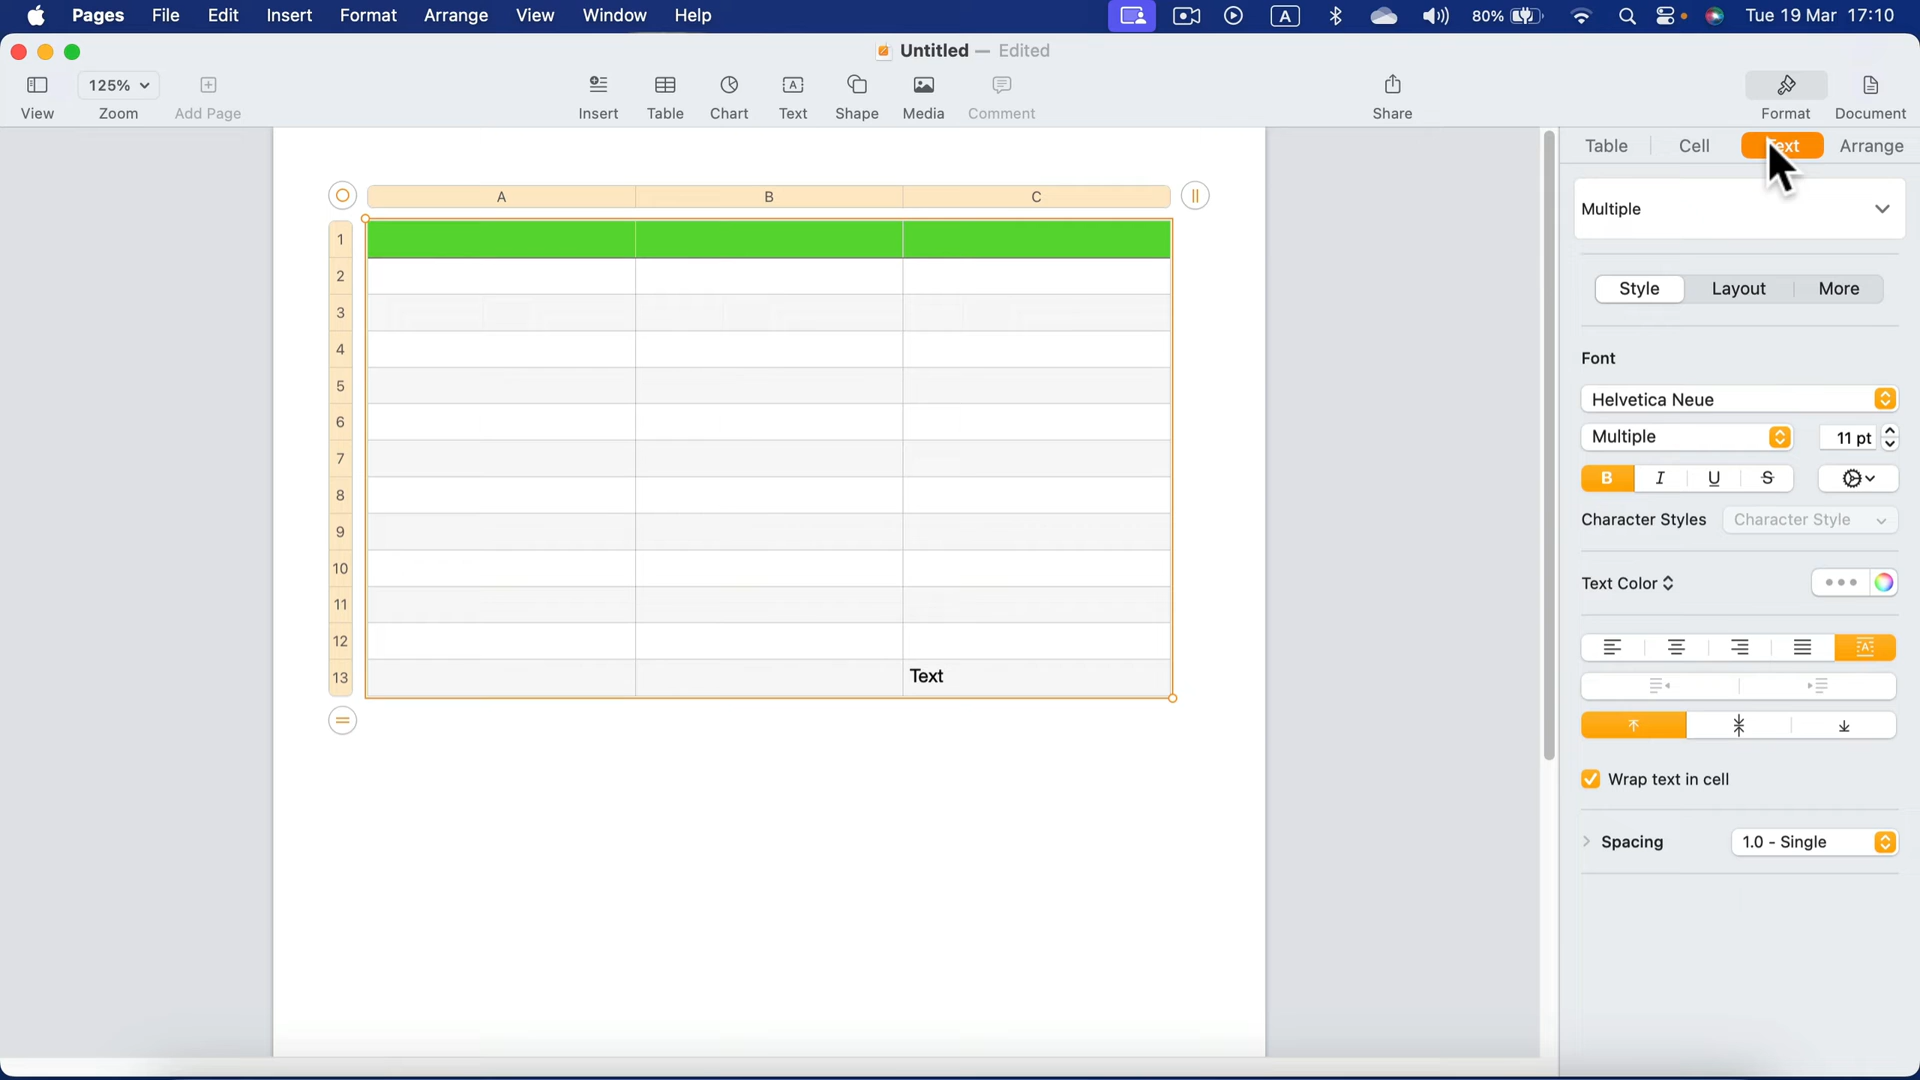 Pages File Edit Insert Format Arrange View Window Help A 80% Tue 19 Mar 17:10
Untitled — Edited
125%
View Zoom Add Page Insert Table Chart Text Shape Media Comment Share Format Document
Table Cell Text Arrange
Multiple
Style Layout More
Font
Helvetica Neue
Multiple 11 pt
B I U S
Character Styles Character Style
Text Color
Wrap text in cell
Spacing 1.0 - Single
A B C
1
2
3
4
5
6
7
8
9
10
11
12
13 Text